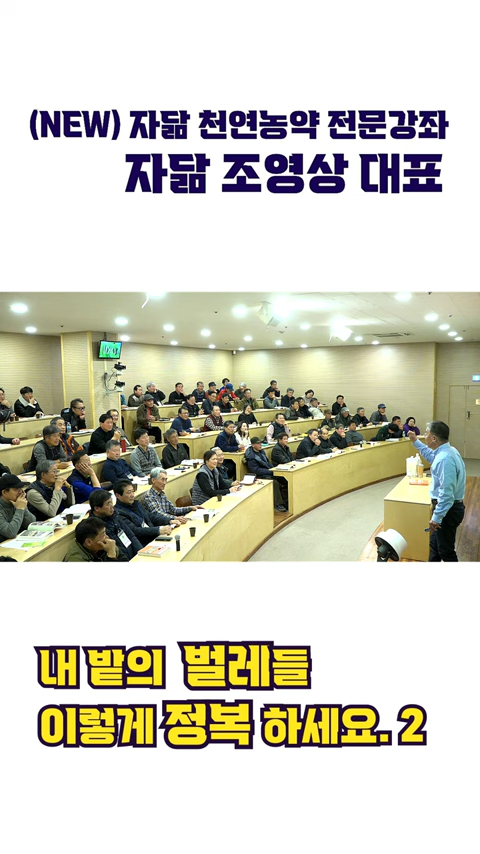 (NEW) 자닮 천연농약 전문강좌
자닮 조영상 대표
내 밭의 벌레들
이렇게 정복 하세요. 2